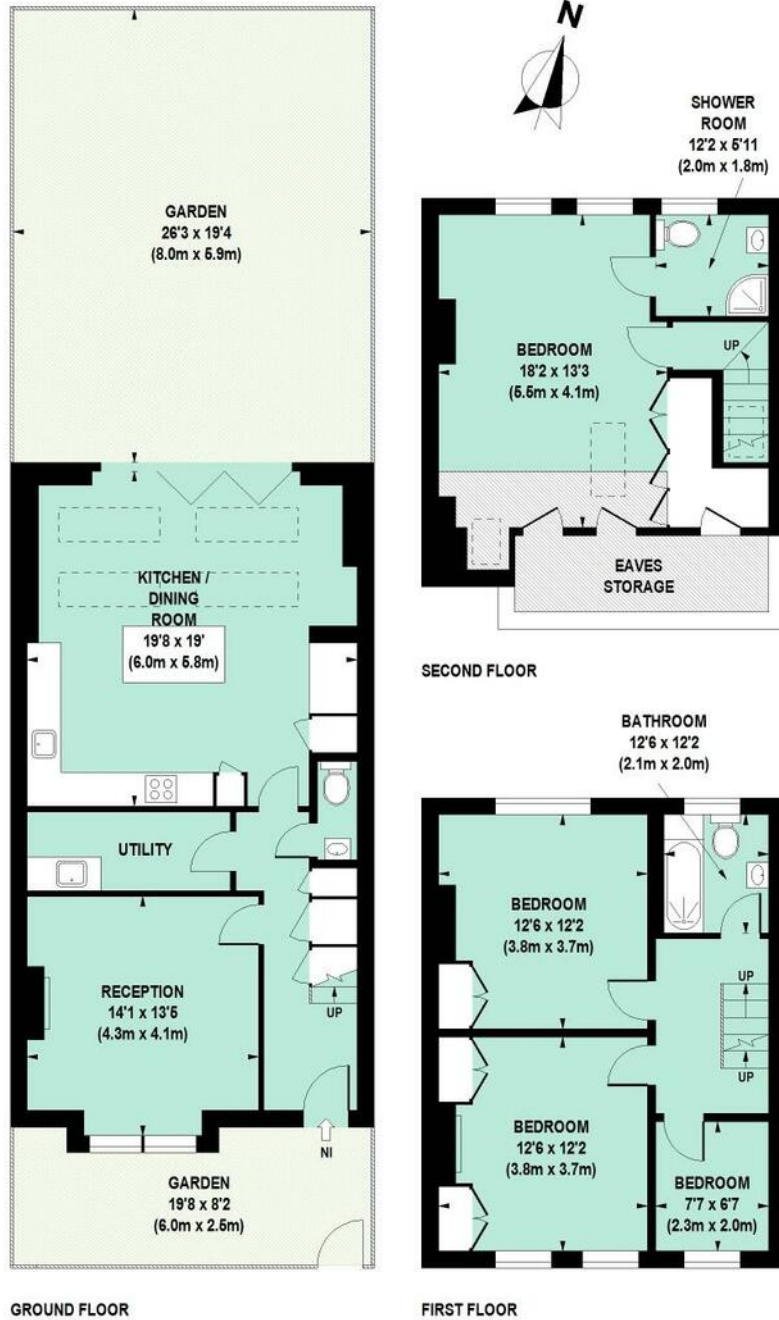 N
GARDEN
26'3 x 19'4
(8.0m x 5.9m)
KITCHEN /
DINING
ROOM
19'8 x 19'
(6.0m x 5.8m)
UTILITY
RECEPTION
14'1 x 13'5
(4.3m x 4.1m)
UP
NI
GARDEN
19'8 x 8'2
(6.0m x 2.5m)
GROUND FLOOR
SHOWER
ROOM
12'2 x 5'11
(2.0m x 1.8m)
BEDROOM
18'2 x 13'3
(5.5m x 4.1m)
UP
EAVES
STORAGE
SECOND FLOOR
BATHROOM
12'6 x 12'2
(2.1m x 2.0m)
BEDROOM
12'6 x 12'2
(3.8m x 3.7m)
UP
UP
BEDROOM
12'6 x 12'2
(3.8m x 3.7m)
BEDROOM
7'7 x 6'7
(2.3m x 2.0m)
FIRST FLOOR